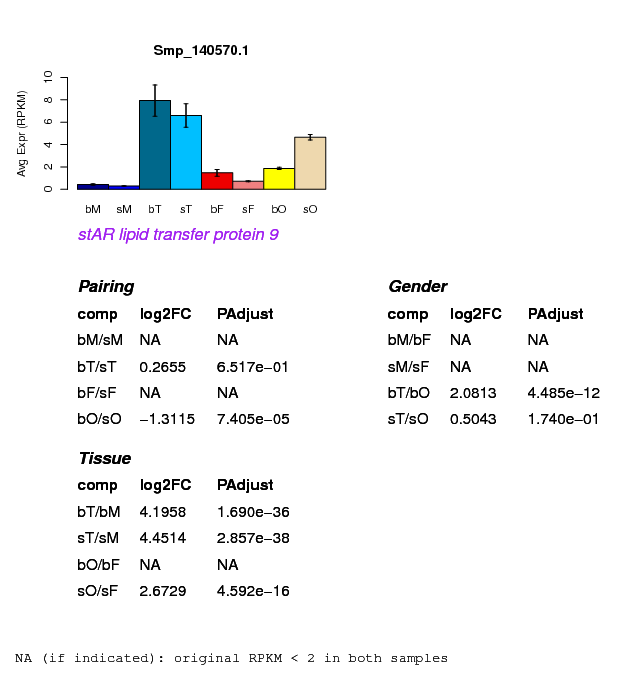 Smp_140570.1
Avg Expr (RPKM)
0 2 4 6 8 10
bM sM bT sT bF sF bO sO
stAR lipid transfer protein 9
Pairing
comp log2FC PAdjust
bM/sM NA NA
bT/sT 0.2655 6.517e−01
bF/sF NA NA
bO/sO −1.3115 7.405e−05
Gender
comp log2FC PAdjust
bM/bF NA NA
sM/sF NA NA
bT/bO 2.0813 4.485e−12
sT/sO 0.5043 1.740e−01
Tissue
comp log2FC PAdjust
bT/bM 4.1958 1.690e−36
sT/sM 4.4514 2.857e−38
bO/bF NA NA
sO/sF 2.6729 4.592e−16
NA (if indicated): original RPKM < 2 in both samples